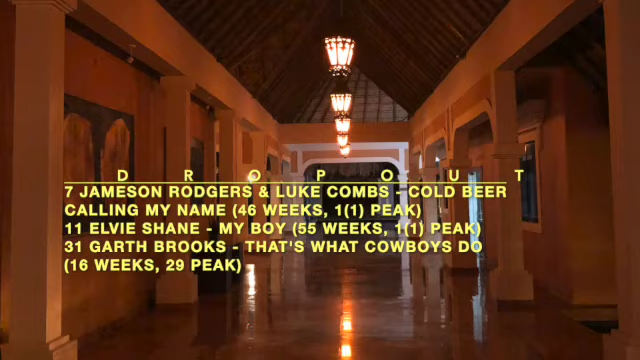 D R O P O U T
7 JAMESON RODGERS & LUKE COMBS - COLD BEER
CALLING MY NAME (46 WEEKS, 1(1) PEAK)
11 ELVIE SHANE - MY BOY (55 WEEKS, 1(1) PEAK)
31 GARTH BROOKS - THAT'S WHAT COWBOYS DO
(16 WEEKS, 29 PEAK)